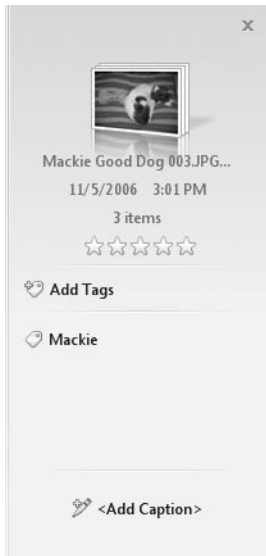 x
Mackie Good Dog 003.JPG...
11/5/2006 3:01 PM
3 items
Add Tags
Mackie
<Add Caption>